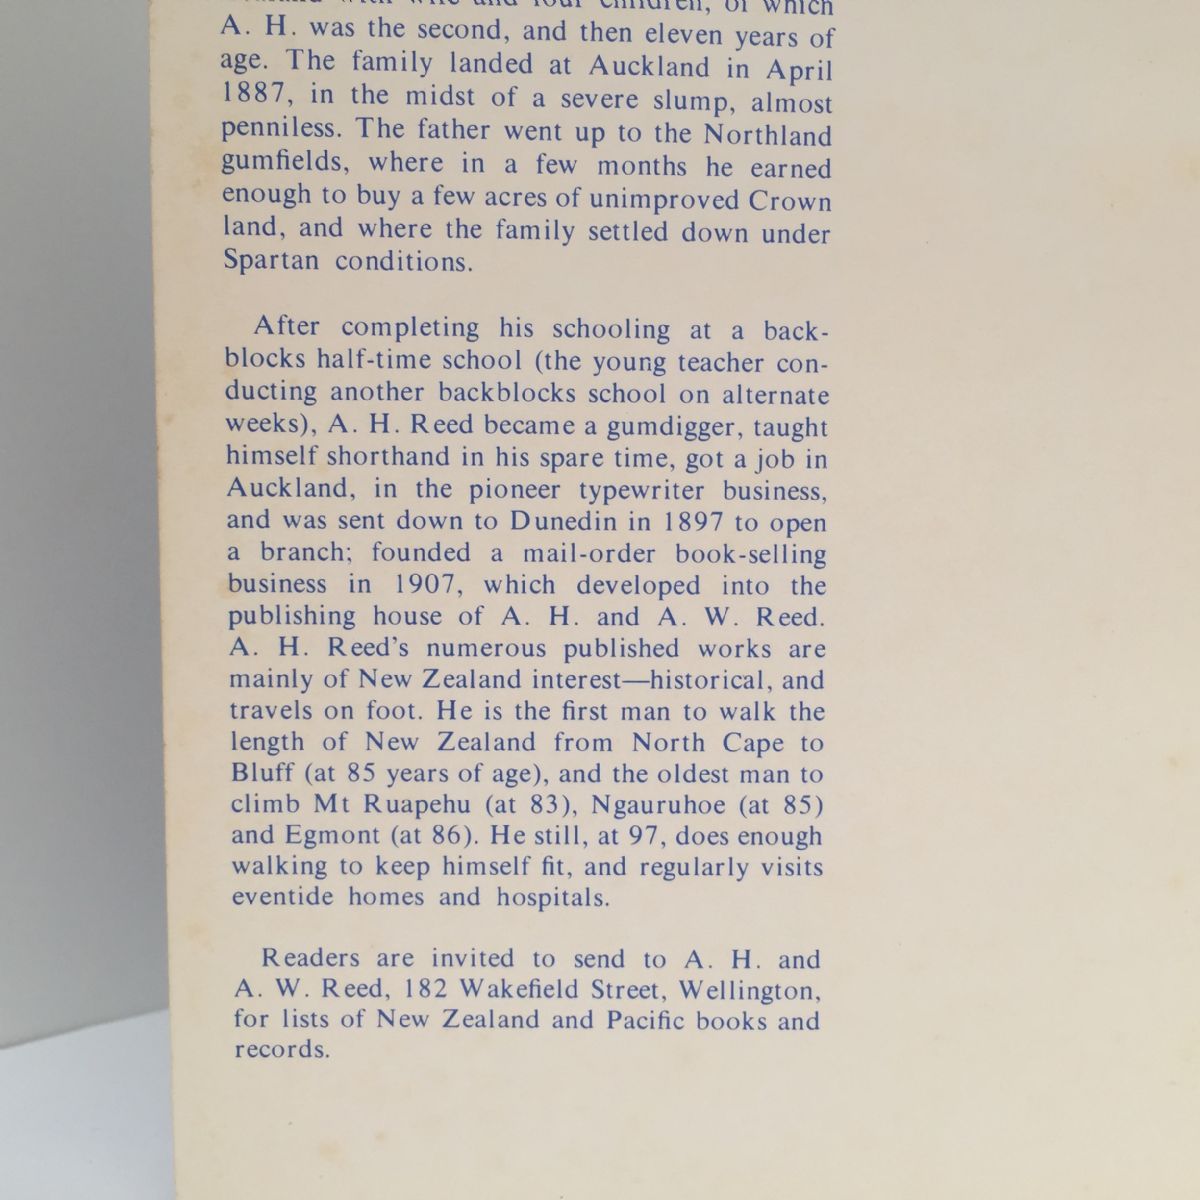 with wife and four children, of which
A. H. was the second, and then eleven years of
age. The family landed at Auckland in April
1887, in the midst of a severe slump, almost
penniless. The father went up to the Northland
gumfields, where in a few months he earned
enough to buy a few acres of unimproved Crown
land, and where the family settled down under
Spartan conditions.
After completing his schooling at a back-
blocks half-time school (the young teacher con-
ducting another backblocks school on alternate
weeks), A. H. Reed became a gumdigger, taught
himself shorthand in his spare time, got a job in
Auckland, in the pioneer typewriter business,
and was sent down to Dunedin in 1897 to open
a branch; founded a mail-order book-selling
business in 1907, which developed into the
publishing house of A. H. and A. W. Reed.
A. H. Reed's numerous published works are
mainly of New Zealand interest—historical, and
travels on foot. He is the first man to walk the
length of New Zealand from North Cape to
Bluff (at 85 years of age), and the oldest man to
climb Mt Ruapehu (at 83), Ngauruhoe (at 85)
and Egmont (at 86). He still, at 97, does enough
walking to keep himself fit, and regularly visits
eventide homes and hospitals.
Readers are invited to send to A. H. and
A. W. Reed, 182 Wakefield Street, Wellington,
for lists of New Zealand and Pacific books and
records.